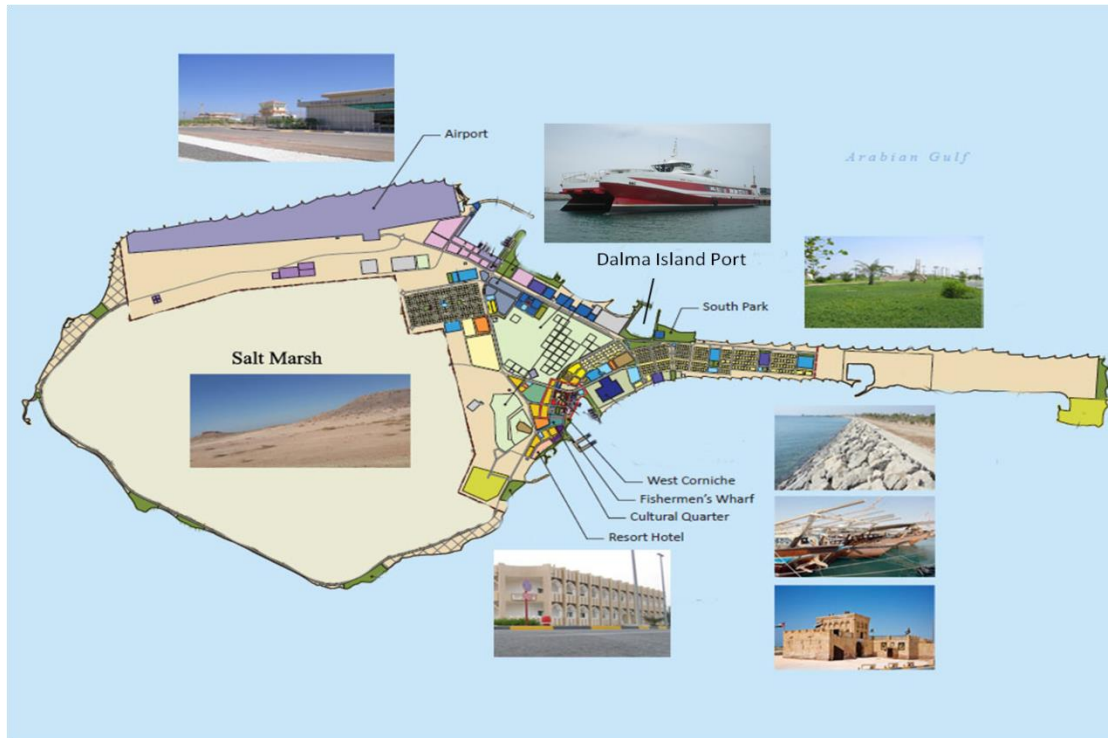 Airport
Arabian Gulf
Dalma Island Port
South Park
Salt Marsh
West Corniche
Fishermen's Wharf
Cultural Quarter
Resort Hotel